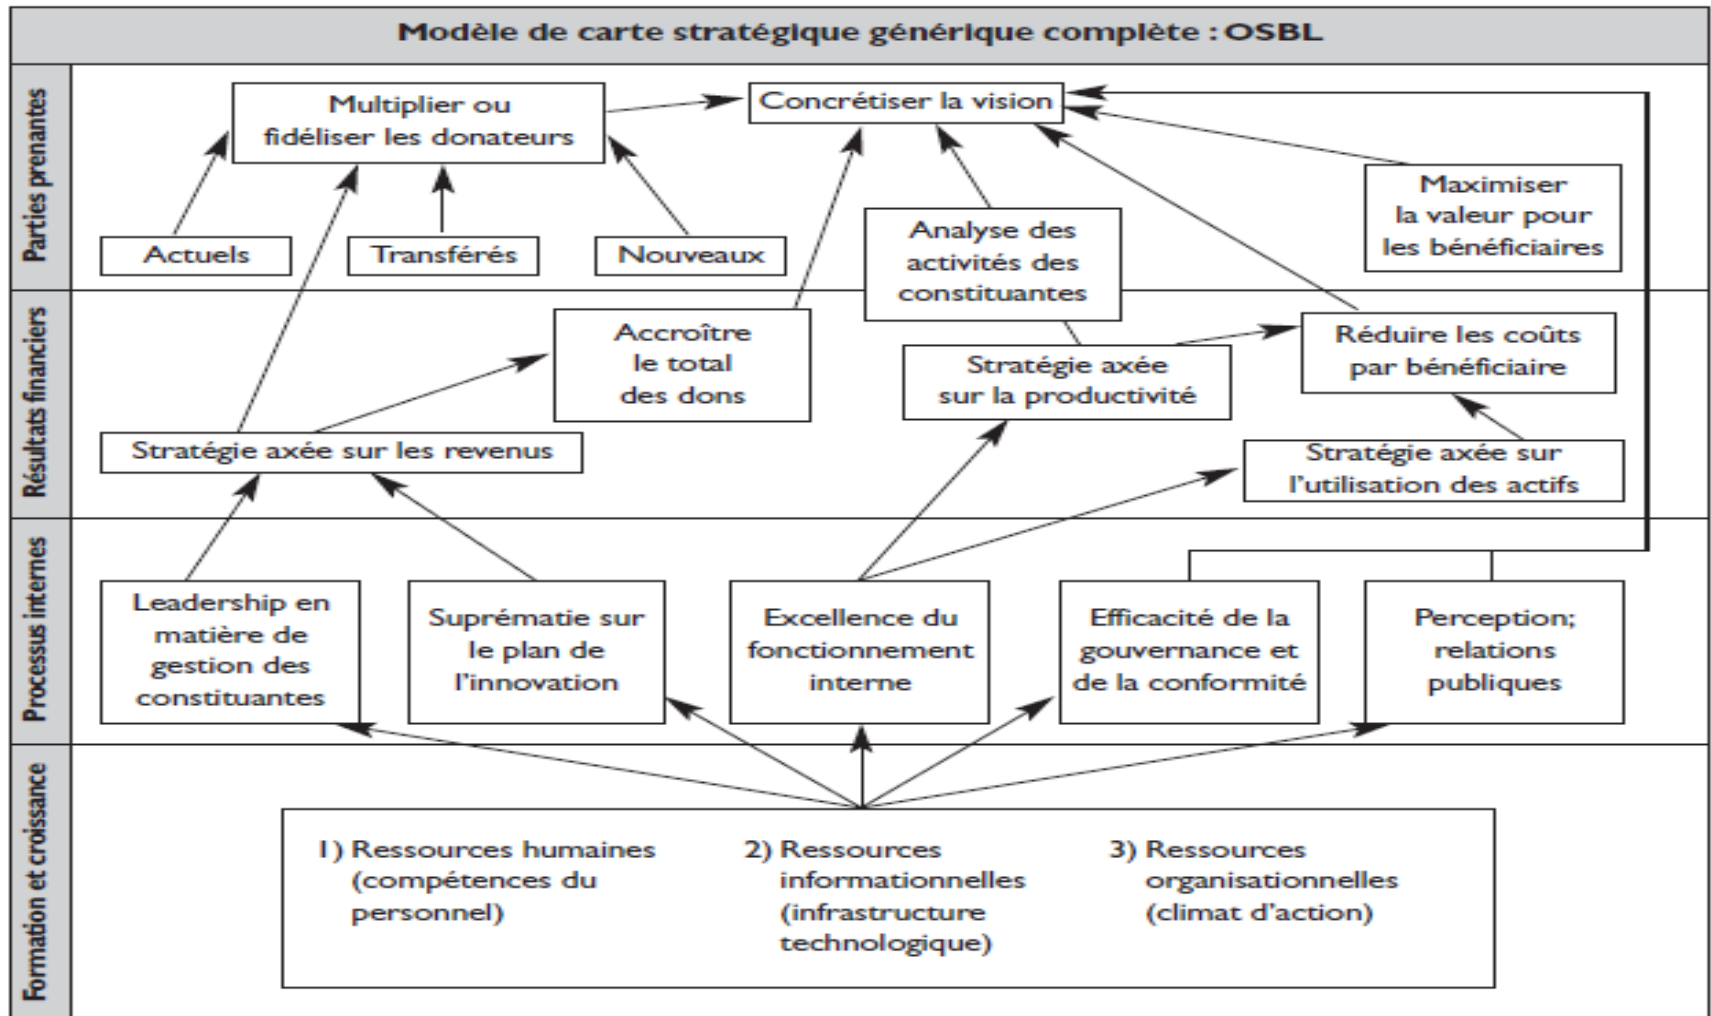 Modèle de carte stratégique générique complète : OSBL
Parties prenantes
Multiplier ou
fidéliser les donateurs
Concrétiser la vision
Maximiser
la valeur pour
les bénéficiaires
Actuels
Transférés
Nouveaux
Analyse des
activités des
constituantes
Résultats financiers
Accroître
le total
des dons
Stratégie axée
sur la productivité
Réduire les coûts
par bénéficiaire
Stratégie axée sur les revenus
Stratégie axée sur
l'utilisation des actifs
Processus internes
Leadership en
matière de
gestion des
constituantes
Suprématie sur
le plan de
l'innovation
Excellence du
fonctionnement
interne
Efficacité de la
gouvernance et
de la conformité
Perception;
relations
publiques
Formation et croissance
1) Ressources humaines
(compétences du
personnel)
2) Ressources
informationnelles
(infrastructure
technologique)
3) Ressources
organisationnelles
(climat d'action)